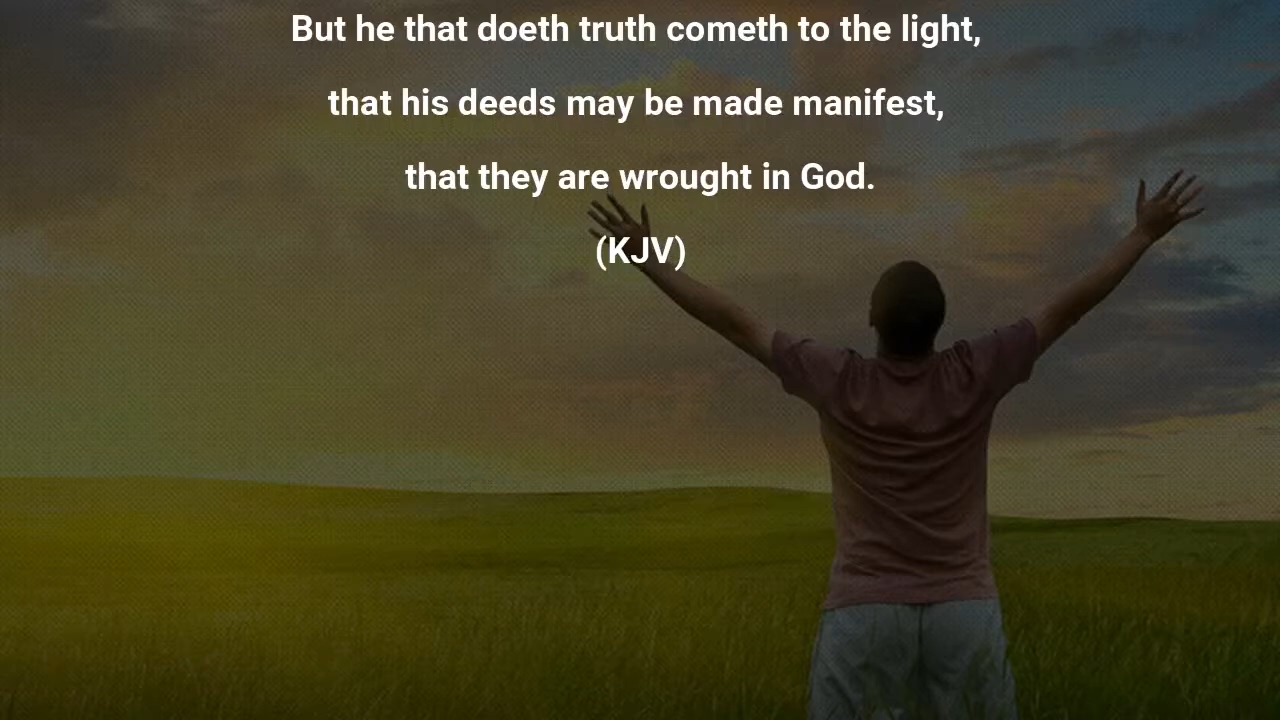 But he that doeth truth cometh to the light,
that his deeds may be made manifest,
that they are wrought in God.
(KJV)